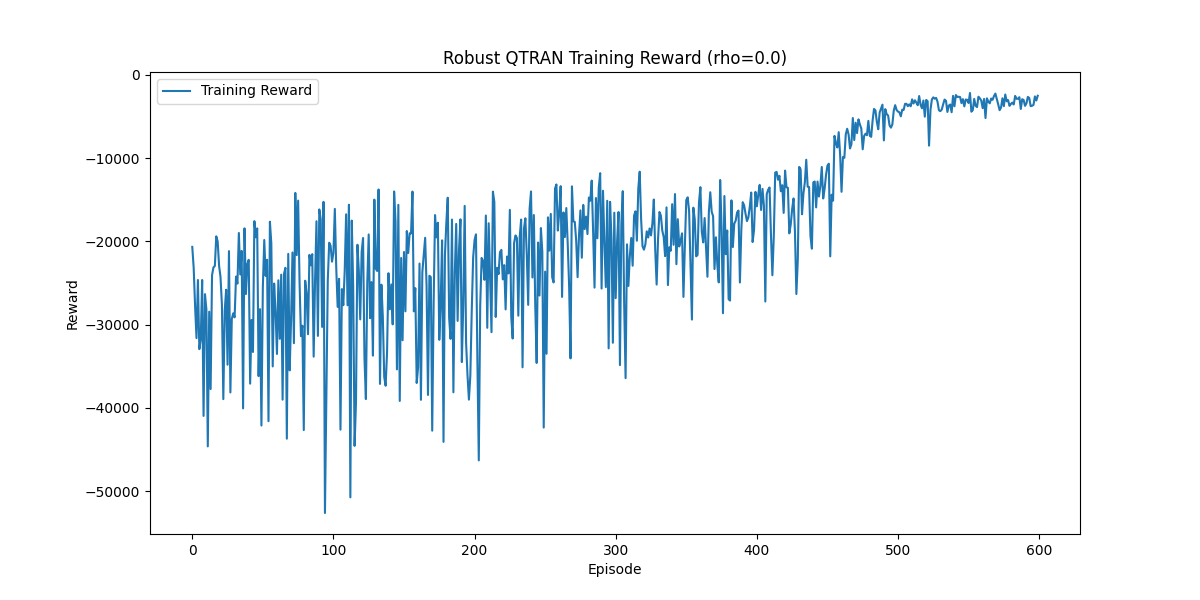 Robust QTRAN Training Reward (rho=0.0)
Training Reward
0
−10000
−20000
−30000
−40000
−50000
Reward
0 100 200 300 400 500 600
Episode